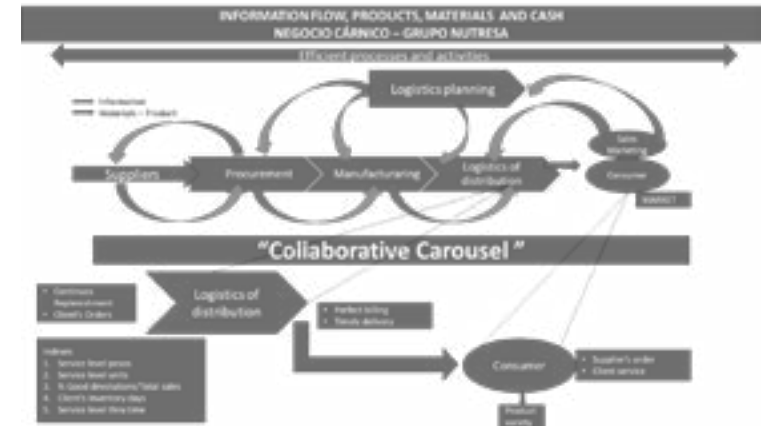 INFORMATION FLOW, PRODUCTS, MATERIALS AND CASH
NEGOCIO CÁRNICO – GRUPO NUTRESA
Efficient processes and activities
Logistics planning
Information
Materials – Product
Sales
Marketing
Suppliers
Procurement
Manufacturaring
Logistics of
distribution
Consumer
MARKET
"Collaborative Carousel"
• Continuos
Replenishment
• Client's Orders
Logistics of
distribution
• Perfect billing
• Timely delivery
Indexes
1. Service level pesos
2. Service level units
3. % Good devolutions/Total sales
4. Client's inventory days
5. Service level thru time
Consumer
• Supplier's order
• Client service
Product
variety